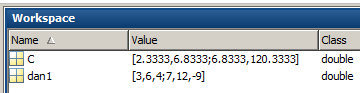 Workspace
Name Value Class
C [2.3333,6.8333;6.8333,120.3333] double
dan1 [3,6,4;7,12,-9] double